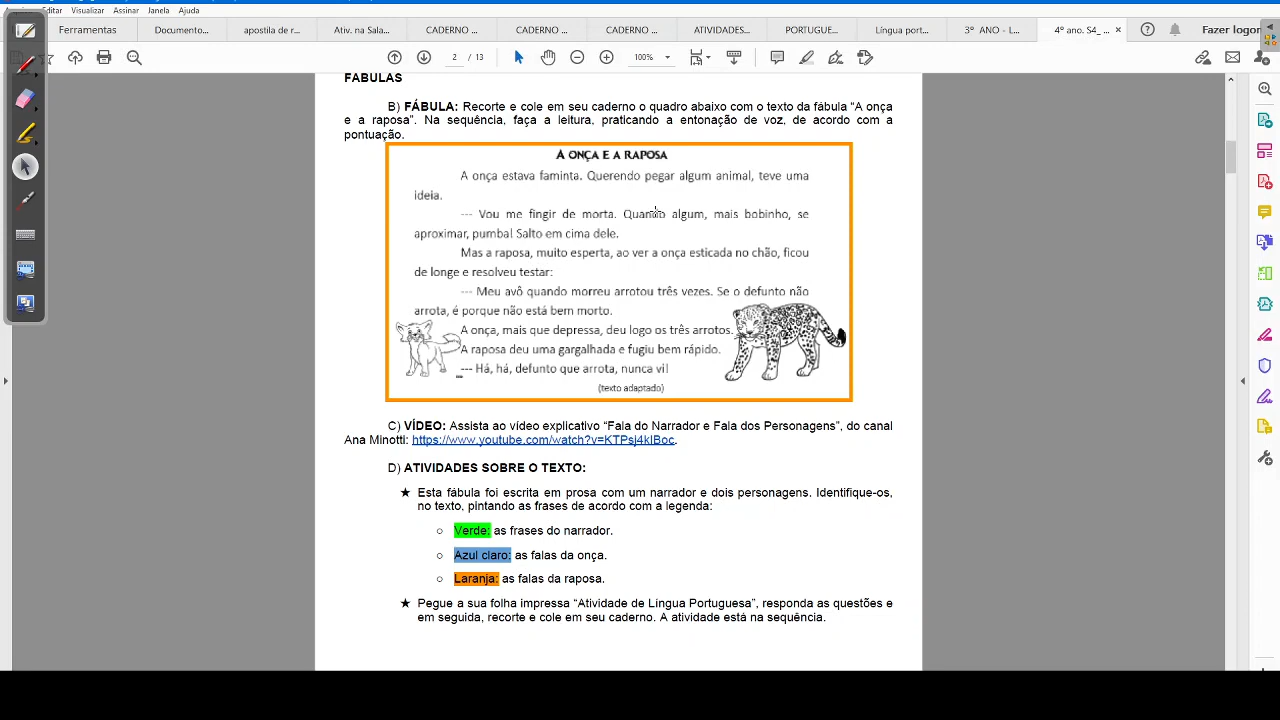 Editar Visualizar Assinar Janela Ajuda
Ferramentas Documento... apostila de r... Ativ. na Sala... CADERNO ... CADERNO ... CADERNO ... ATIVIDADES... PORTUGUE... Língua port... 3º ANO - L... 4º ano. S4_ ... × Fazer logon
2 / 13 100%
FÁBULAS
B) FÁBULA: Recorte e cole em seu caderno o quadro abaixo com o texto da fábula “A onça
e a raposa”. Na sequência, faça a leitura, praticando a entonação de voz, de acordo com a
pontuação.
A ONÇA E A RAPOSA
A onça estava faminta. Querendo pegar algum animal, teve uma
ideia.
--- Vou me fingir de morta. Quando algum, mais bobinho, se
aproximar, pumba! Salto em cima dele.
Mas a raposa, muito esperta, ao ver a onça esticada no chão, ficou
de longe e resolveu testar:
--- Meu avô quando morreu arrotou três vezes. Se o defunto não
arrota, é porque não está bem morto.
A onça, mais que depressa, deu logo os três arrotos.
A raposa deu uma gargalhada e fugiu bem rápido.
--- Há, há, defunto que arrota, nunca vi!
(texto adaptado)
C) VÍDEO: Assista ao vídeo explicativo “Fala do Narrador e Fala dos Personagens”, do canal
Ana Minotti: https://www.youtube.com/watch?v=KTPsj4klBoc.
D) ATIVIDADES SOBRE O TEXTO:
★ Esta fábula foi escrita em prosa com um narrador e dois personagens. Identifique-os,
no texto, pintando as frases de acordo com a legenda:
○ Verde: as frases do narrador.
○ Azul claro: as falas da onça.
○ Laranja: as falas da raposa.
★ Pegue a sua folha impressa “Atividade de Língua Portuguesa”, responda as questões e
em seguida, recorte e cole em seu caderno. A atividade está na sequência.